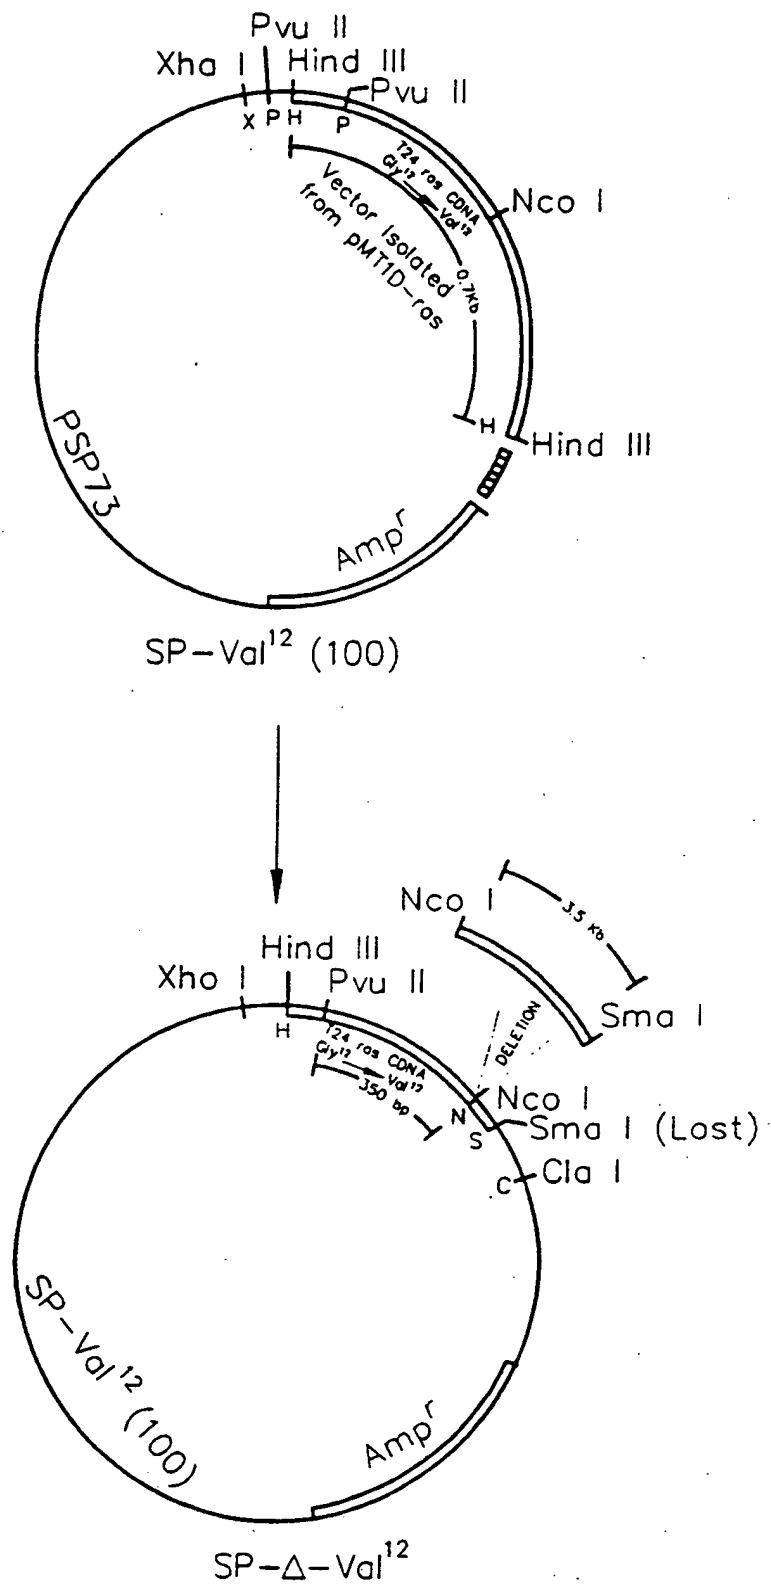 Pvu II
Xha I
Hind III
Pvu II
X P H
P
T24 ras CDNA
Gly¹² → Val¹²
Nco I
Vector Isolated
from pMT1D-ras
0.7Kb
H
Hind III
PSP73
Ampʳ
SP-Val¹² (100)
Nco I
3.5 Kb
Sma I
DELETION
Hind III
Xho I
Pvu II
H
T24 ras CDNA
Gly¹² → Val¹²
350 bp
Nco I
N
S
Sma I (Lost)
C
Cla I
SP-Val¹² (100)
Ampʳ
SP-Δ-Val¹²